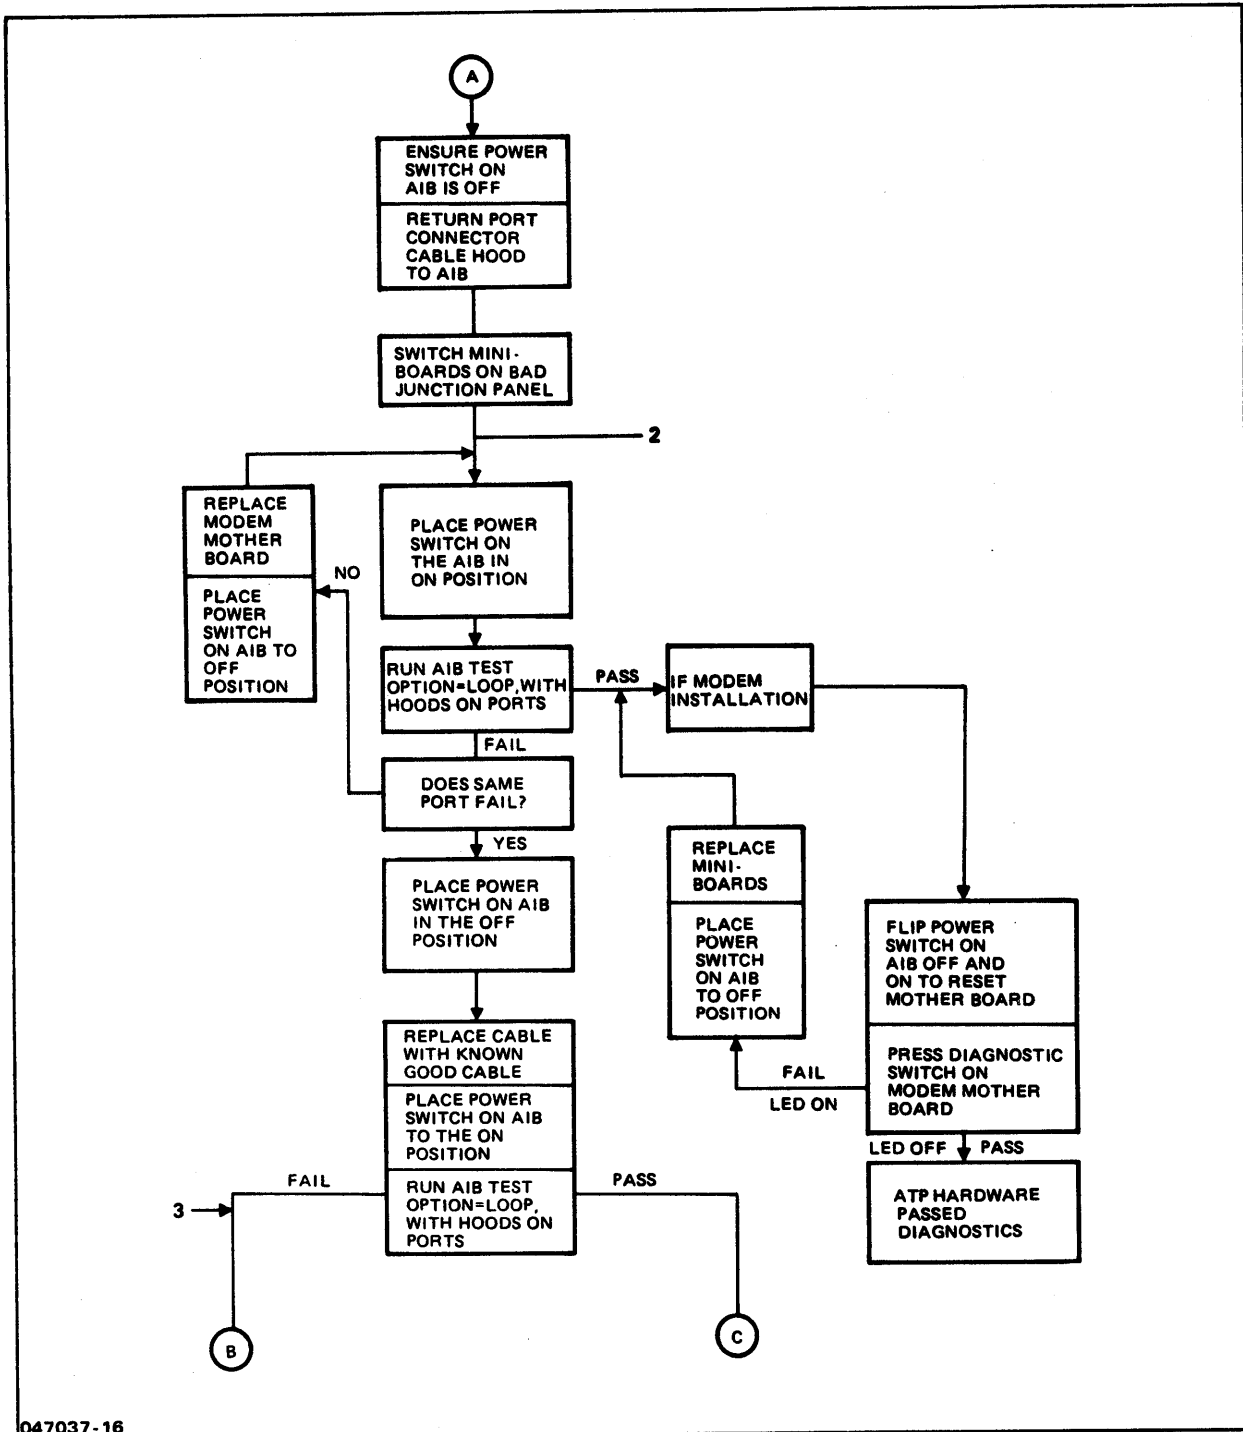 A
ENSURE POWER
SWITCH ON
AIB IS OFF
RETURN PORT
CONNECTOR
CABLE HOOD
TO AIB
SWITCH MINI-
BOARDS ON BAD
JUNCTION PANEL
2
REPLACE
MODEM
MOTHER
BOARD
PLACE
POWER
SWITCH
ON AIB TO
OFF
POSITION
NO
PLACE POWER
SWITCH ON
THE AIB IN
ON POSITION
RUN AIB TEST
OPTION=LOOP, WITH
HOODS ON PORTS
PASS
IF MODEM
INSTALLATION
FAIL
DOES SAME
PORT FAIL?
YES
PLACE POWER
SWITCH ON AIB
IN THE OFF
POSITION
REPLACE
MINI-
BOARDS
PLACE
POWER
SWITCH
ON AIB
TO OFF
POSITION
FLIP POWER
SWITCH ON
AIB OFF AND
ON TO RESET
MOTHER BOARD
PRESS DIAGNOSTIC
SWITCH ON
MODEM MOTHER
BOARD
FAIL
LED ON
LED OFF PASS
ATP HARDWARE
PASSED
DIAGNOSTICS
REPLACE CABLE
WITH KNOWN
GOOD CABLE
PLACE POWER
SWITCH ON AIB
TO THE ON
POSITION
RUN AIB TEST
OPTION=LOOP,
WITH HOODS ON
PORTS
FAIL
PASS
3
B
C
047037-16